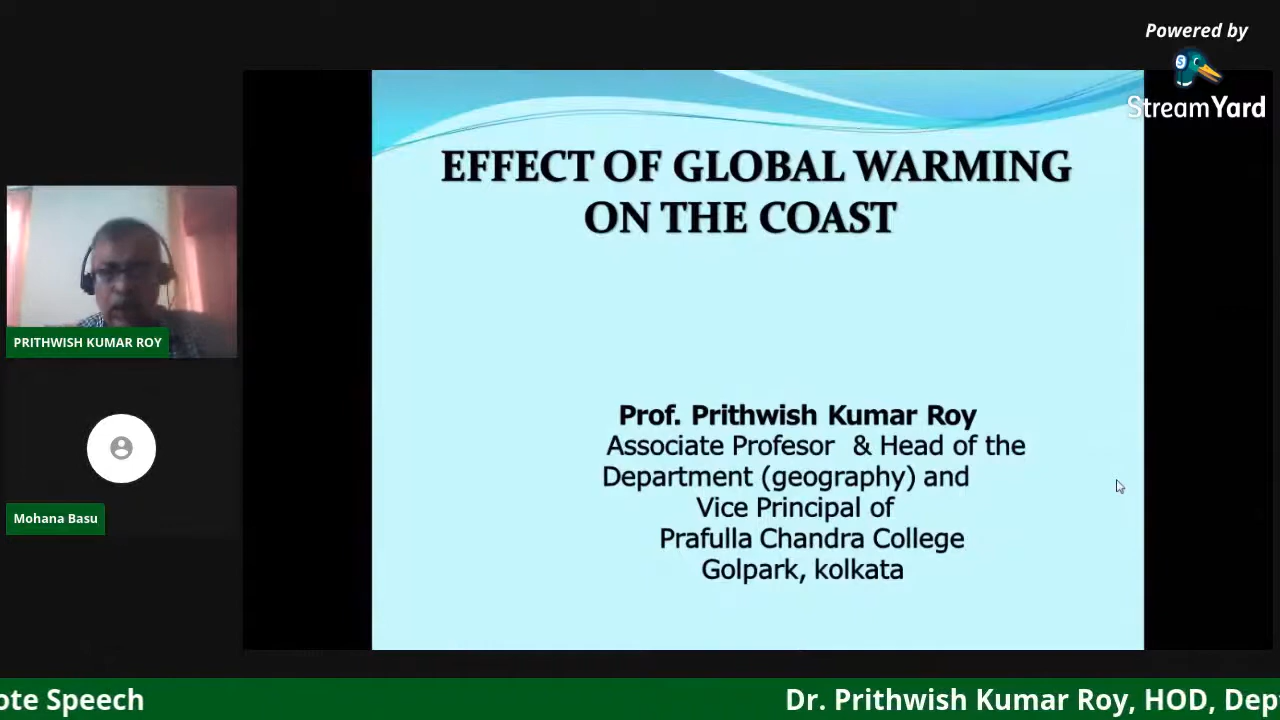 Powered by
StreamYard
EFFECT OF GLOBAL WARMING
ON THE COAST
PRITHWISH KUMAR ROY
Prof. Prithwish Kumar Roy
Associate Profesor & Head of the
Department (geography) and
Vice Principal of
Prafulla Chandra College
Golpark, kolkata
Mohana Basu
ote Speech
Dr. Prithwish Kumar Roy, HOD, Dep